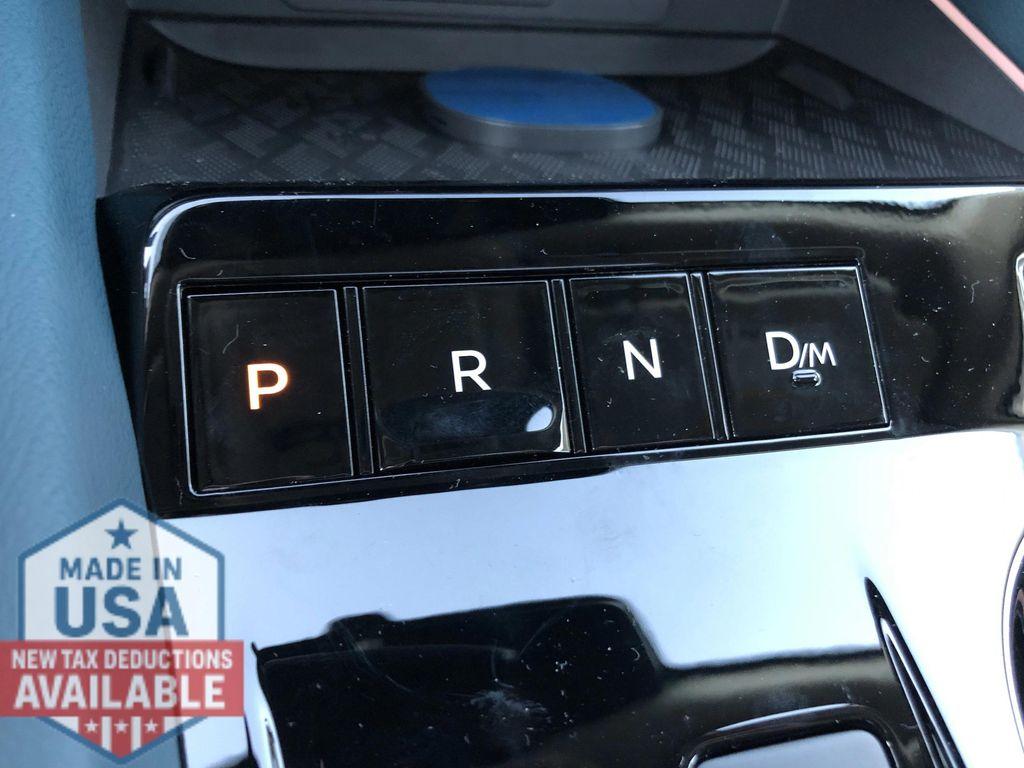 P R N D/M
MADE IN
USA
NEW TAX DEDUCTIONS
AVAILABLE